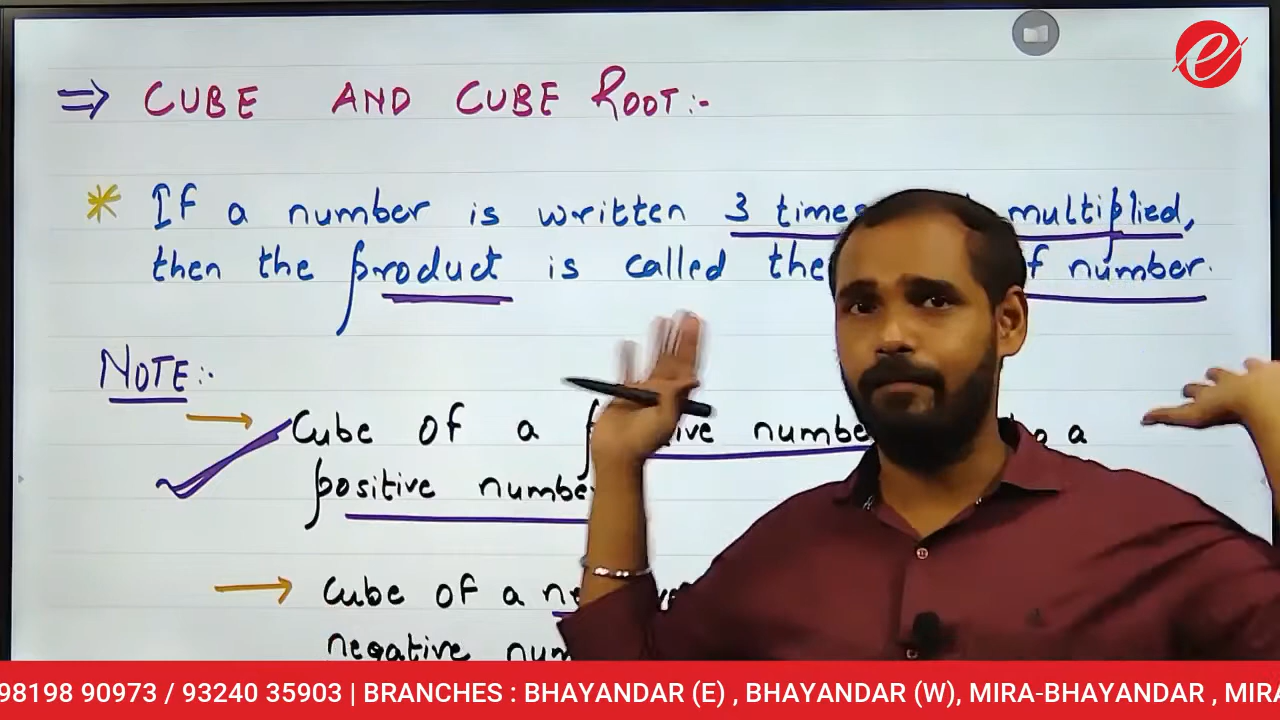 ⇒ CUBE AND CUBE ROOT:-
* If a number is written 3 times multiplied,
then the product is called the number.
NOTE:-
→ Cube of a number a
positive number
→ Cube of a
negative
98198 90973 / 93240 35903 | BRANCHES : BHAYANDAR (E) , BHAYANDAR (W), MIRA-BHAYANDAR , MIRA